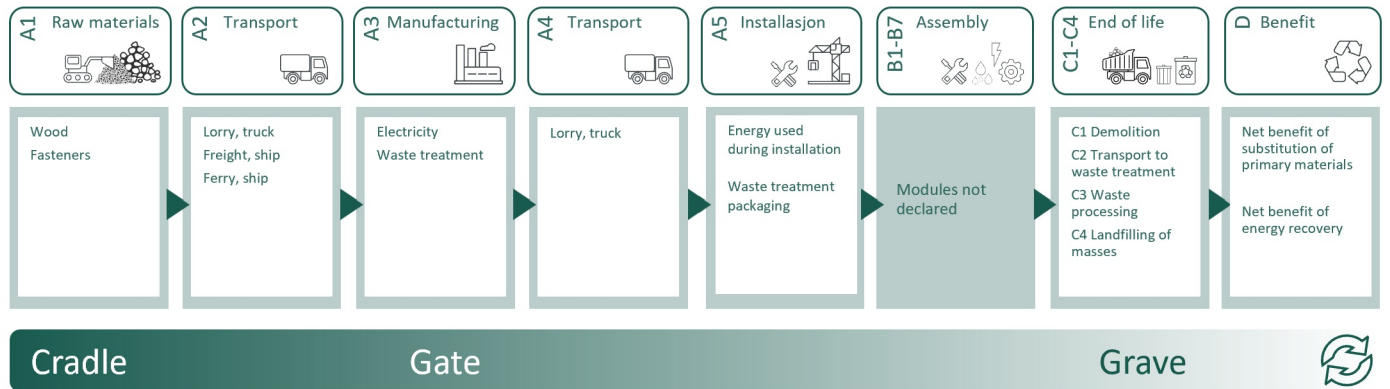 A1 Raw materials
A2 Transport
A3 Manufacturing
A4 Transport
A5 Installasjon
B1-B7 Assembly
C1-C4 End of life
D Benefit
Wood
Fasteners
Lorry, truck
Freight, ship
Ferry, ship
Electricity
Waste treatment
Lorry, truck
Energy used
during installation
Waste treatment
packaging
Modules not
declared
C1 Demolition
C2 Transport to
waste treatment
C3 Waste
processing
C4 Landfilling of
masses
Net benefit of
substitution of
primary materials
Net benefit of
energy recovery
Cradle
Gate
Grave